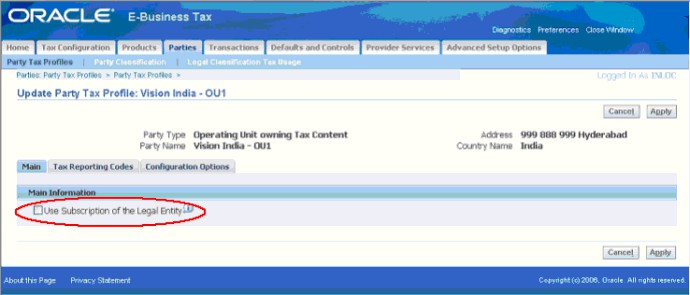 ORACLE® E-Business Tax
Diagnostics Preferences Close Window
Home Tax Configuration Products Parties Transactions Defaults and Controls Provider Services Advanced Setup Options
Party Tax Profiles | Party Classification | Legal Classification Tax Usage
Parties: Party Tax Profiles > Party Tax Profiles >
Logged In As INLOC
Update Party Tax Profile: Vision India - OU1
Cancel Apply
Party Type Operating Unit owning Tax Content Address 999 888 999 Hyderabad
Party Name Vision India - OU1 Country Name India
Main Tax Reporting Codes Configuration Options
Main Information
Use Subscription of the Legal Entity
Cancel Apply
About this Page Privacy Statement Copyright (c) 2006, Oracle. All rights reserved.